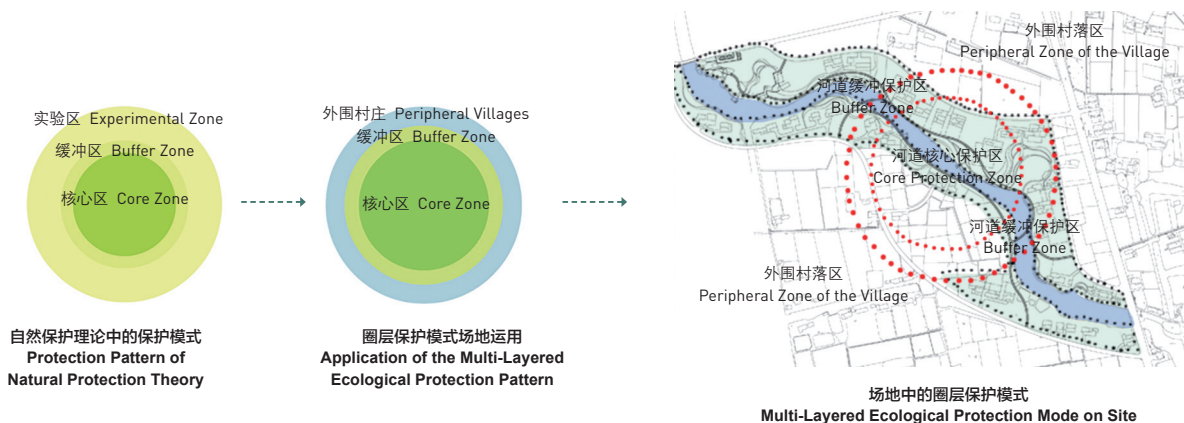 实验区 Experimental Zone
缓冲区 Buffer Zone
核心区 Core Zone
自然保护理论中的保护模式
Protection Pattern of
Natural Protection Theory
外围村庄 Peripheral Villages
缓冲区 Buffer Zone
核心区 Core Zone
圈层保护模式场地运用
Application of the Multi-Layered
Ecological Protection Pattern
外围村落区
Peripheral Zone of the Village
河道缓冲保护区
Buffer Zone
河道核心保护区
Core Protection Zone
河道缓冲保护区
Buffer Zone
外围村落区
Peripheral Zone of the Village
场地中的圈层保护模式
Multi-Layered Ecological Protection Mode on Site